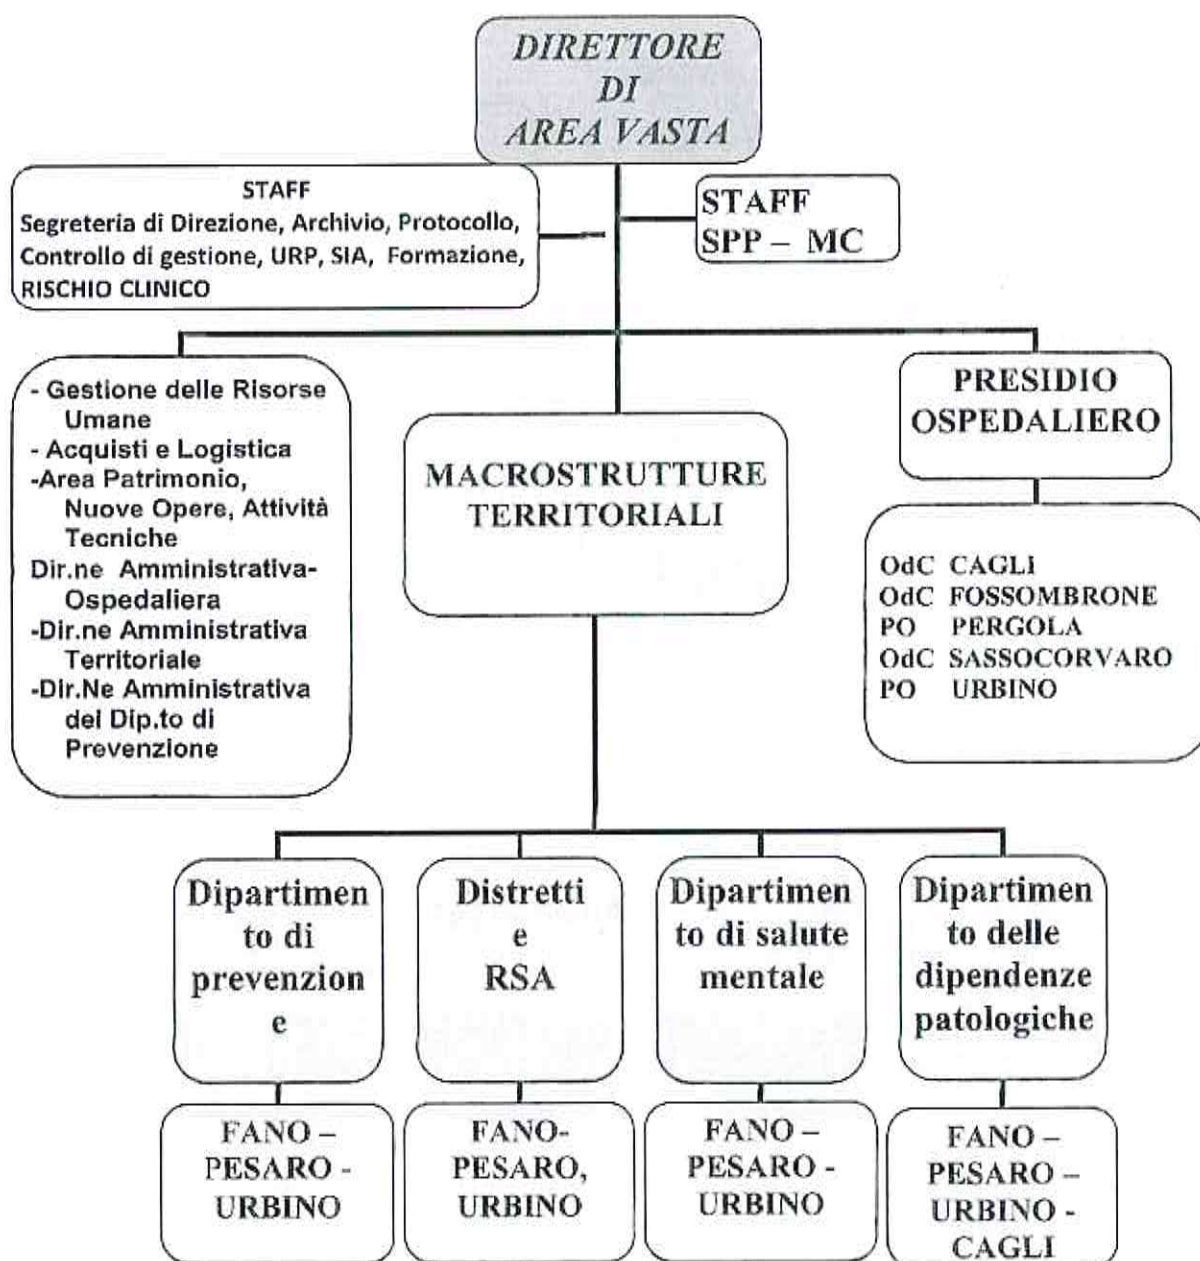 DIRETTORE
DI
AREA VASTA
STAFF
Segreteria di Direzione, Archivio, Protocollo,
Controllo di gestione, URP, SIA, Formazione,
RISCHIO CLINICO
STAFF
SPP – MC
- Gestione delle Risorse
Umane
- Acquisti e Logistica
-Area Patrimonio,
Nuove Opere, Attività
Tecniche
Dir.ne Amministrativa-
Ospedaliera
-Dir.ne Amministrativa
Territoriale
-Dir.Ne Amministrativa
del Dip.to di
Prevenzione
MACROSTRUTTURE
TERRITORIALI
PRESIDIO
OSPEDALIERO
OdC CAGLI
OdC FOSSOMBRONE
PO PERGOLA
OdC SASSOCORVARO
PO URBINO
Dipartimen
to di
prevenzion
e
Distretti
e
RSA
Dipartimen
to di salute
mentale
Dipartimen
to delle
dipendenze
patologiche
FANO –
PESARO -
URBINO
FANO-
PESARO,
URBINO
FANO –
PESARO -
URBINO
FANO –
PESARO –
URBINO -
CAGLI